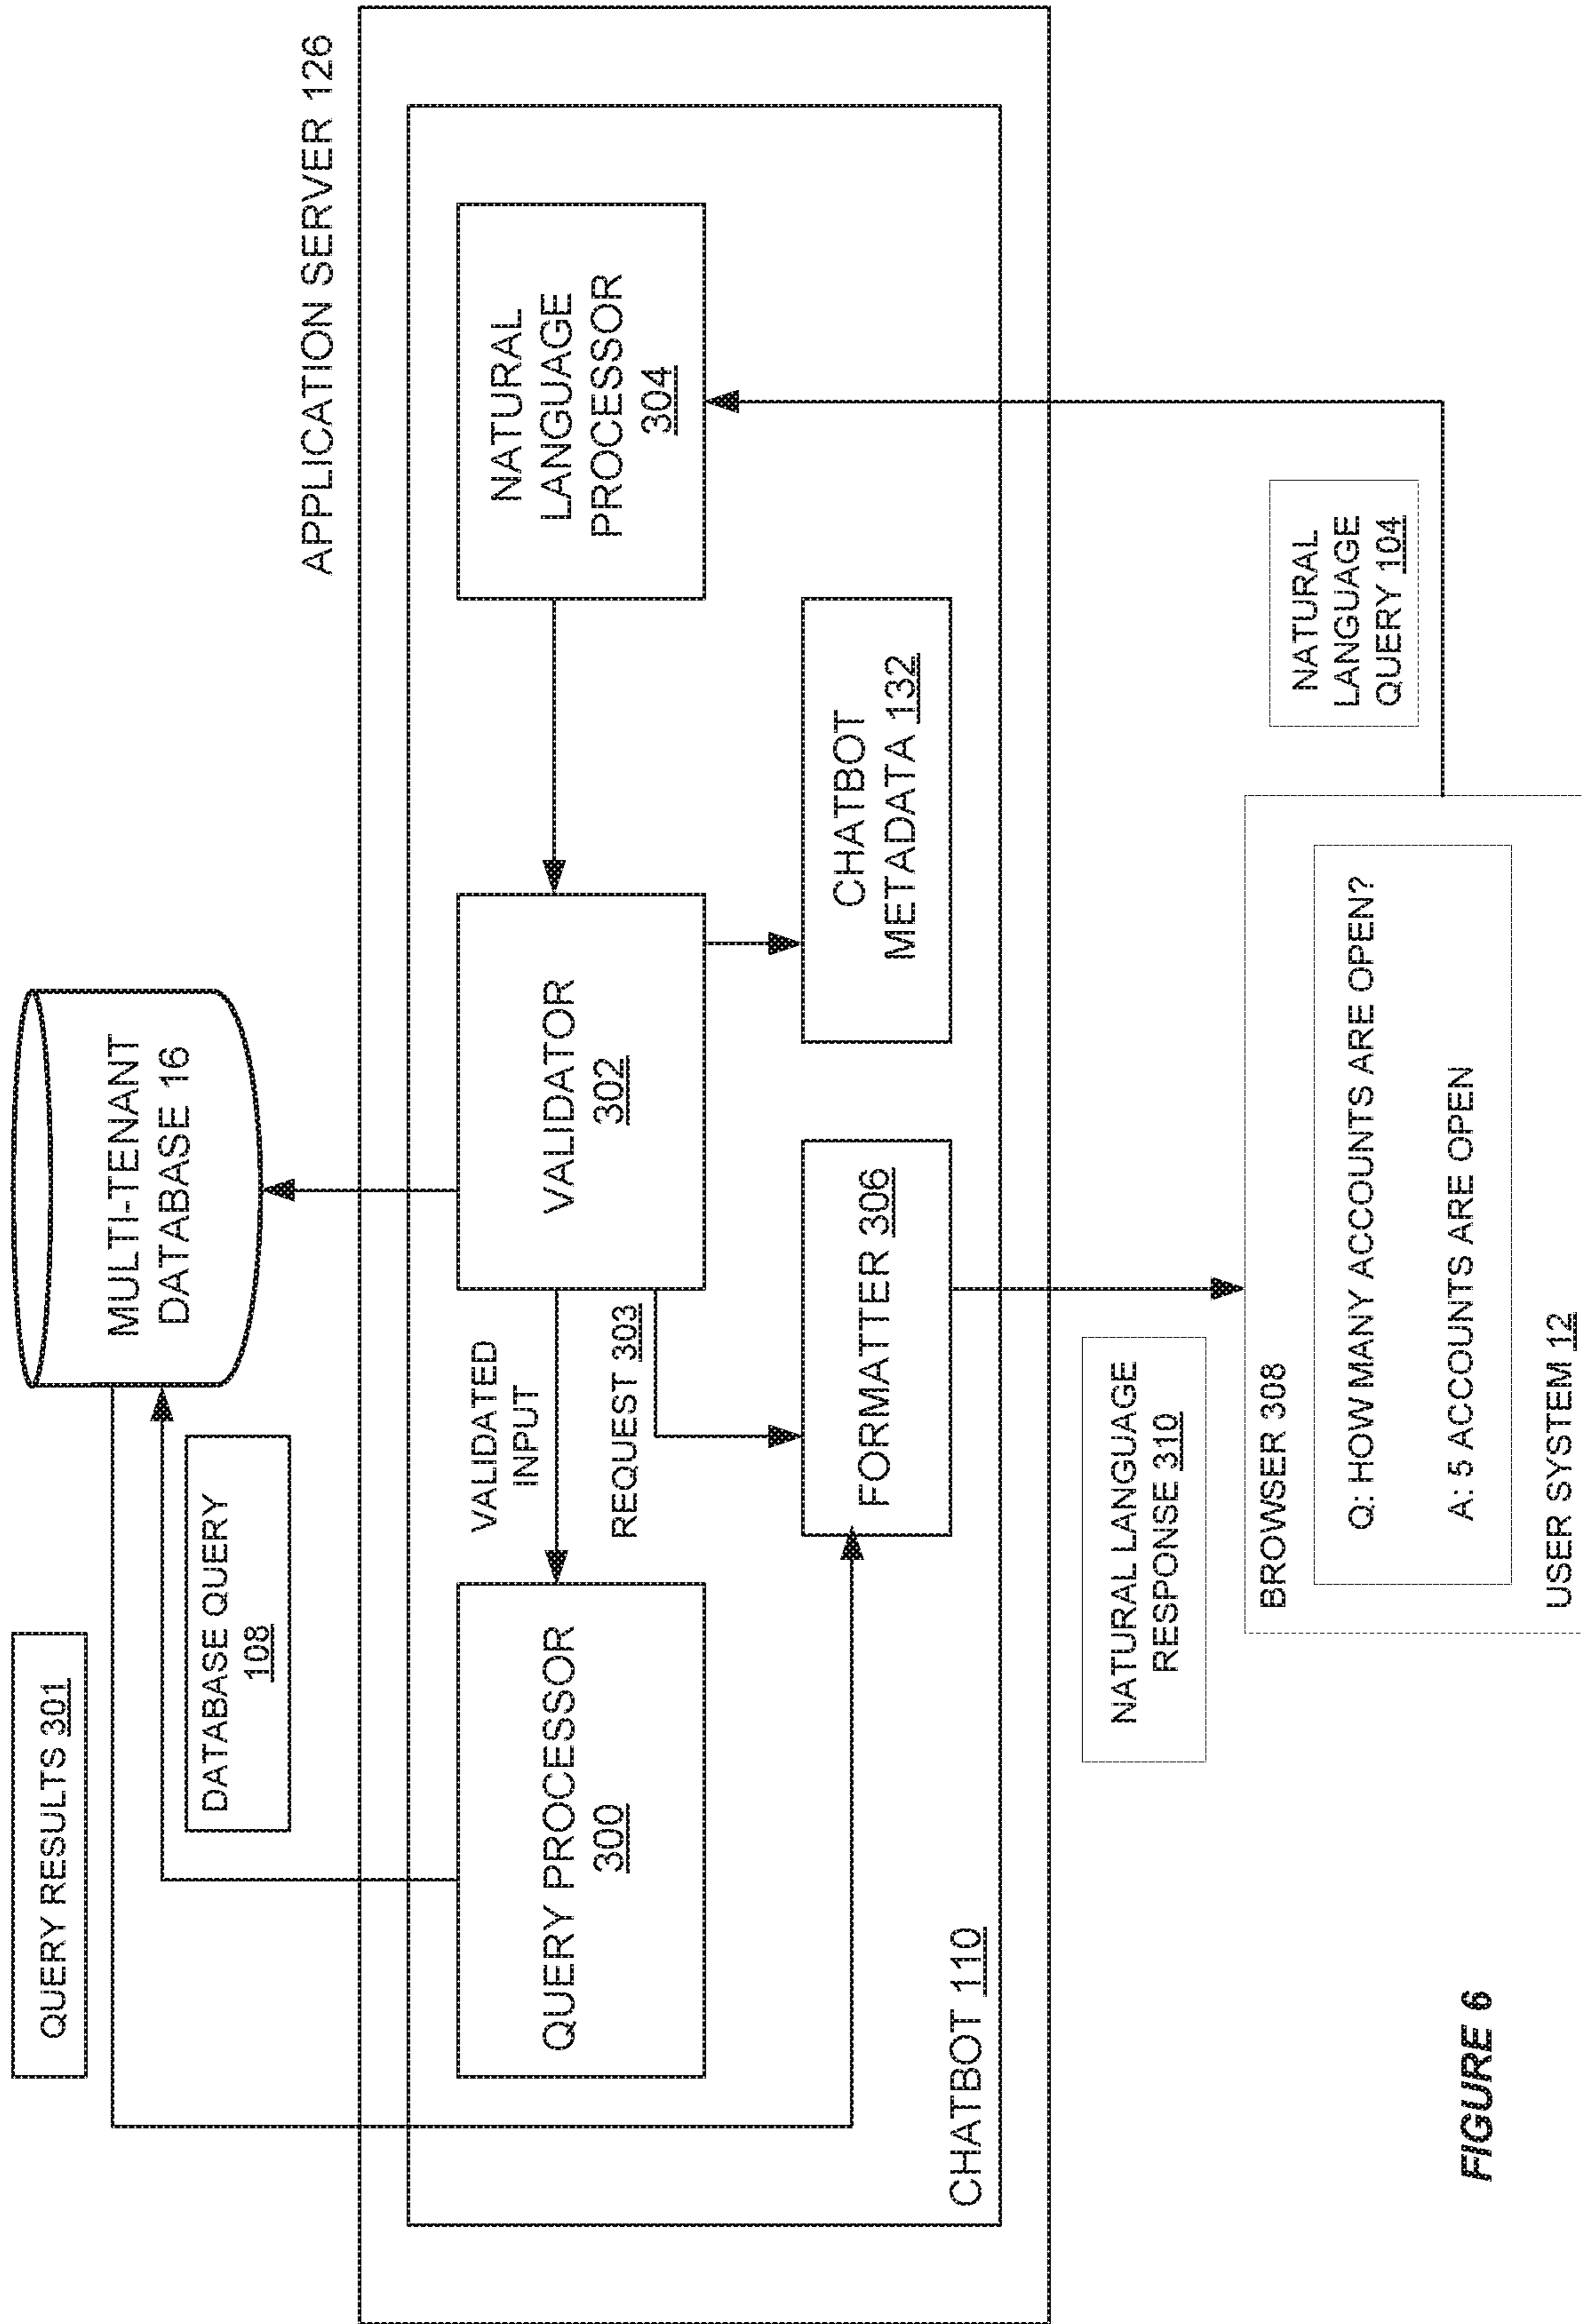 QUERY RESULTS 301
DATABASE QUERY
108
MULTI-TENANT
DATABASE 16
APPLICATION SERVER 126
QUERY PROCESSOR
300
VALIDATED
INPUT
REQUEST 303
VALIDATOR
302
NATURAL
LANGUAGE
PROCESSOR
304
FORMATTER 306
CHATBOT
METADATA 132
CHATBOT 110
NATURAL LANGUAGE
RESPONSE 310
NATURAL
LANGUAGE
QUERY 104
BROWSER 308
Q: HOW MANY ACCOUNTS ARE OPEN?
A: 5 ACCOUNTS ARE OPEN
USER SYSTEM 12
FIGURE 6